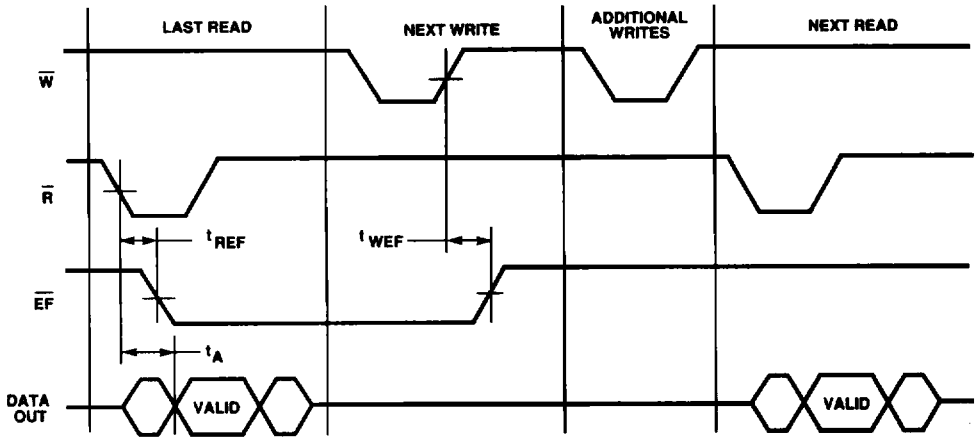 LAST READ
NEXT WRITE
ADDITIONAL
WRITES
NEXT READ
W
R
t REF
t WEF
EF
t A
DATA
OUT
VALID
VALID